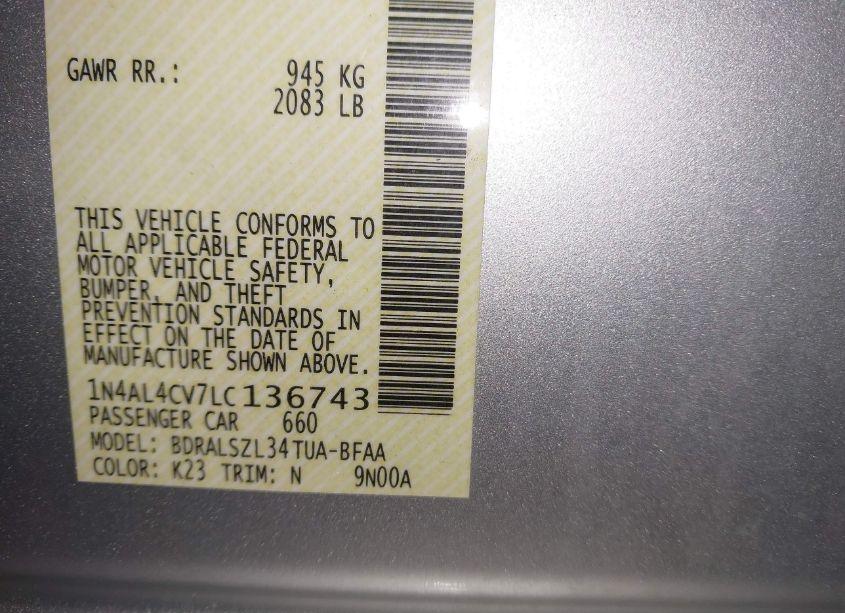 GAWR RR.: 945 KG
2083 LB
THIS VEHICLE CONFORMS TO
ALL APPLICABLE FEDERAL
MOTOR VEHICLE SAFETY,
BUMPER, AND THEFT
PREVENTION STANDARDS IN
EFFECT ON THE DATE OF
MANUFACTURE SHOWN ABOVE.
1N4AL4CV7LC136743
PASSENGER CAR 660
MODEL: BDRALSZL34TUA-BFAA
COLOR: K23 TRIM: N 9N00A